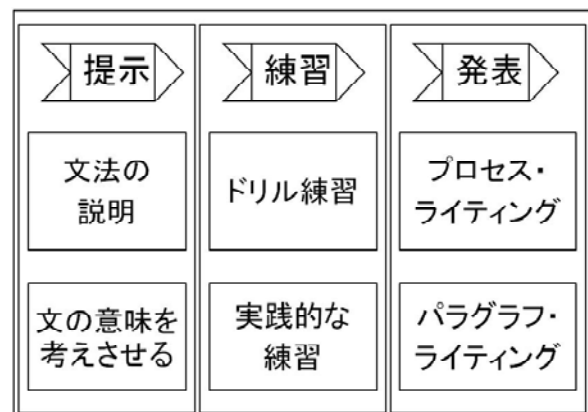 提示
文法の
説明
文の意味を
考えさせる
練習
ドリル練習
実践的な
練習
発表
プロセス・
ライティング
パラグラフ・
ライティング